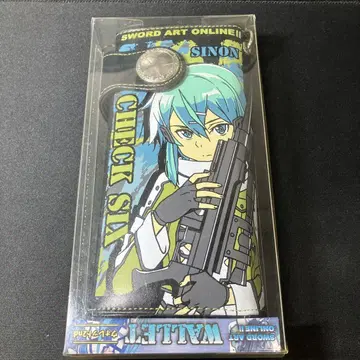 SWORD ART ONLINE II
SINON
CHECK SIX
SWORD ART
ONLINE II
WALLET